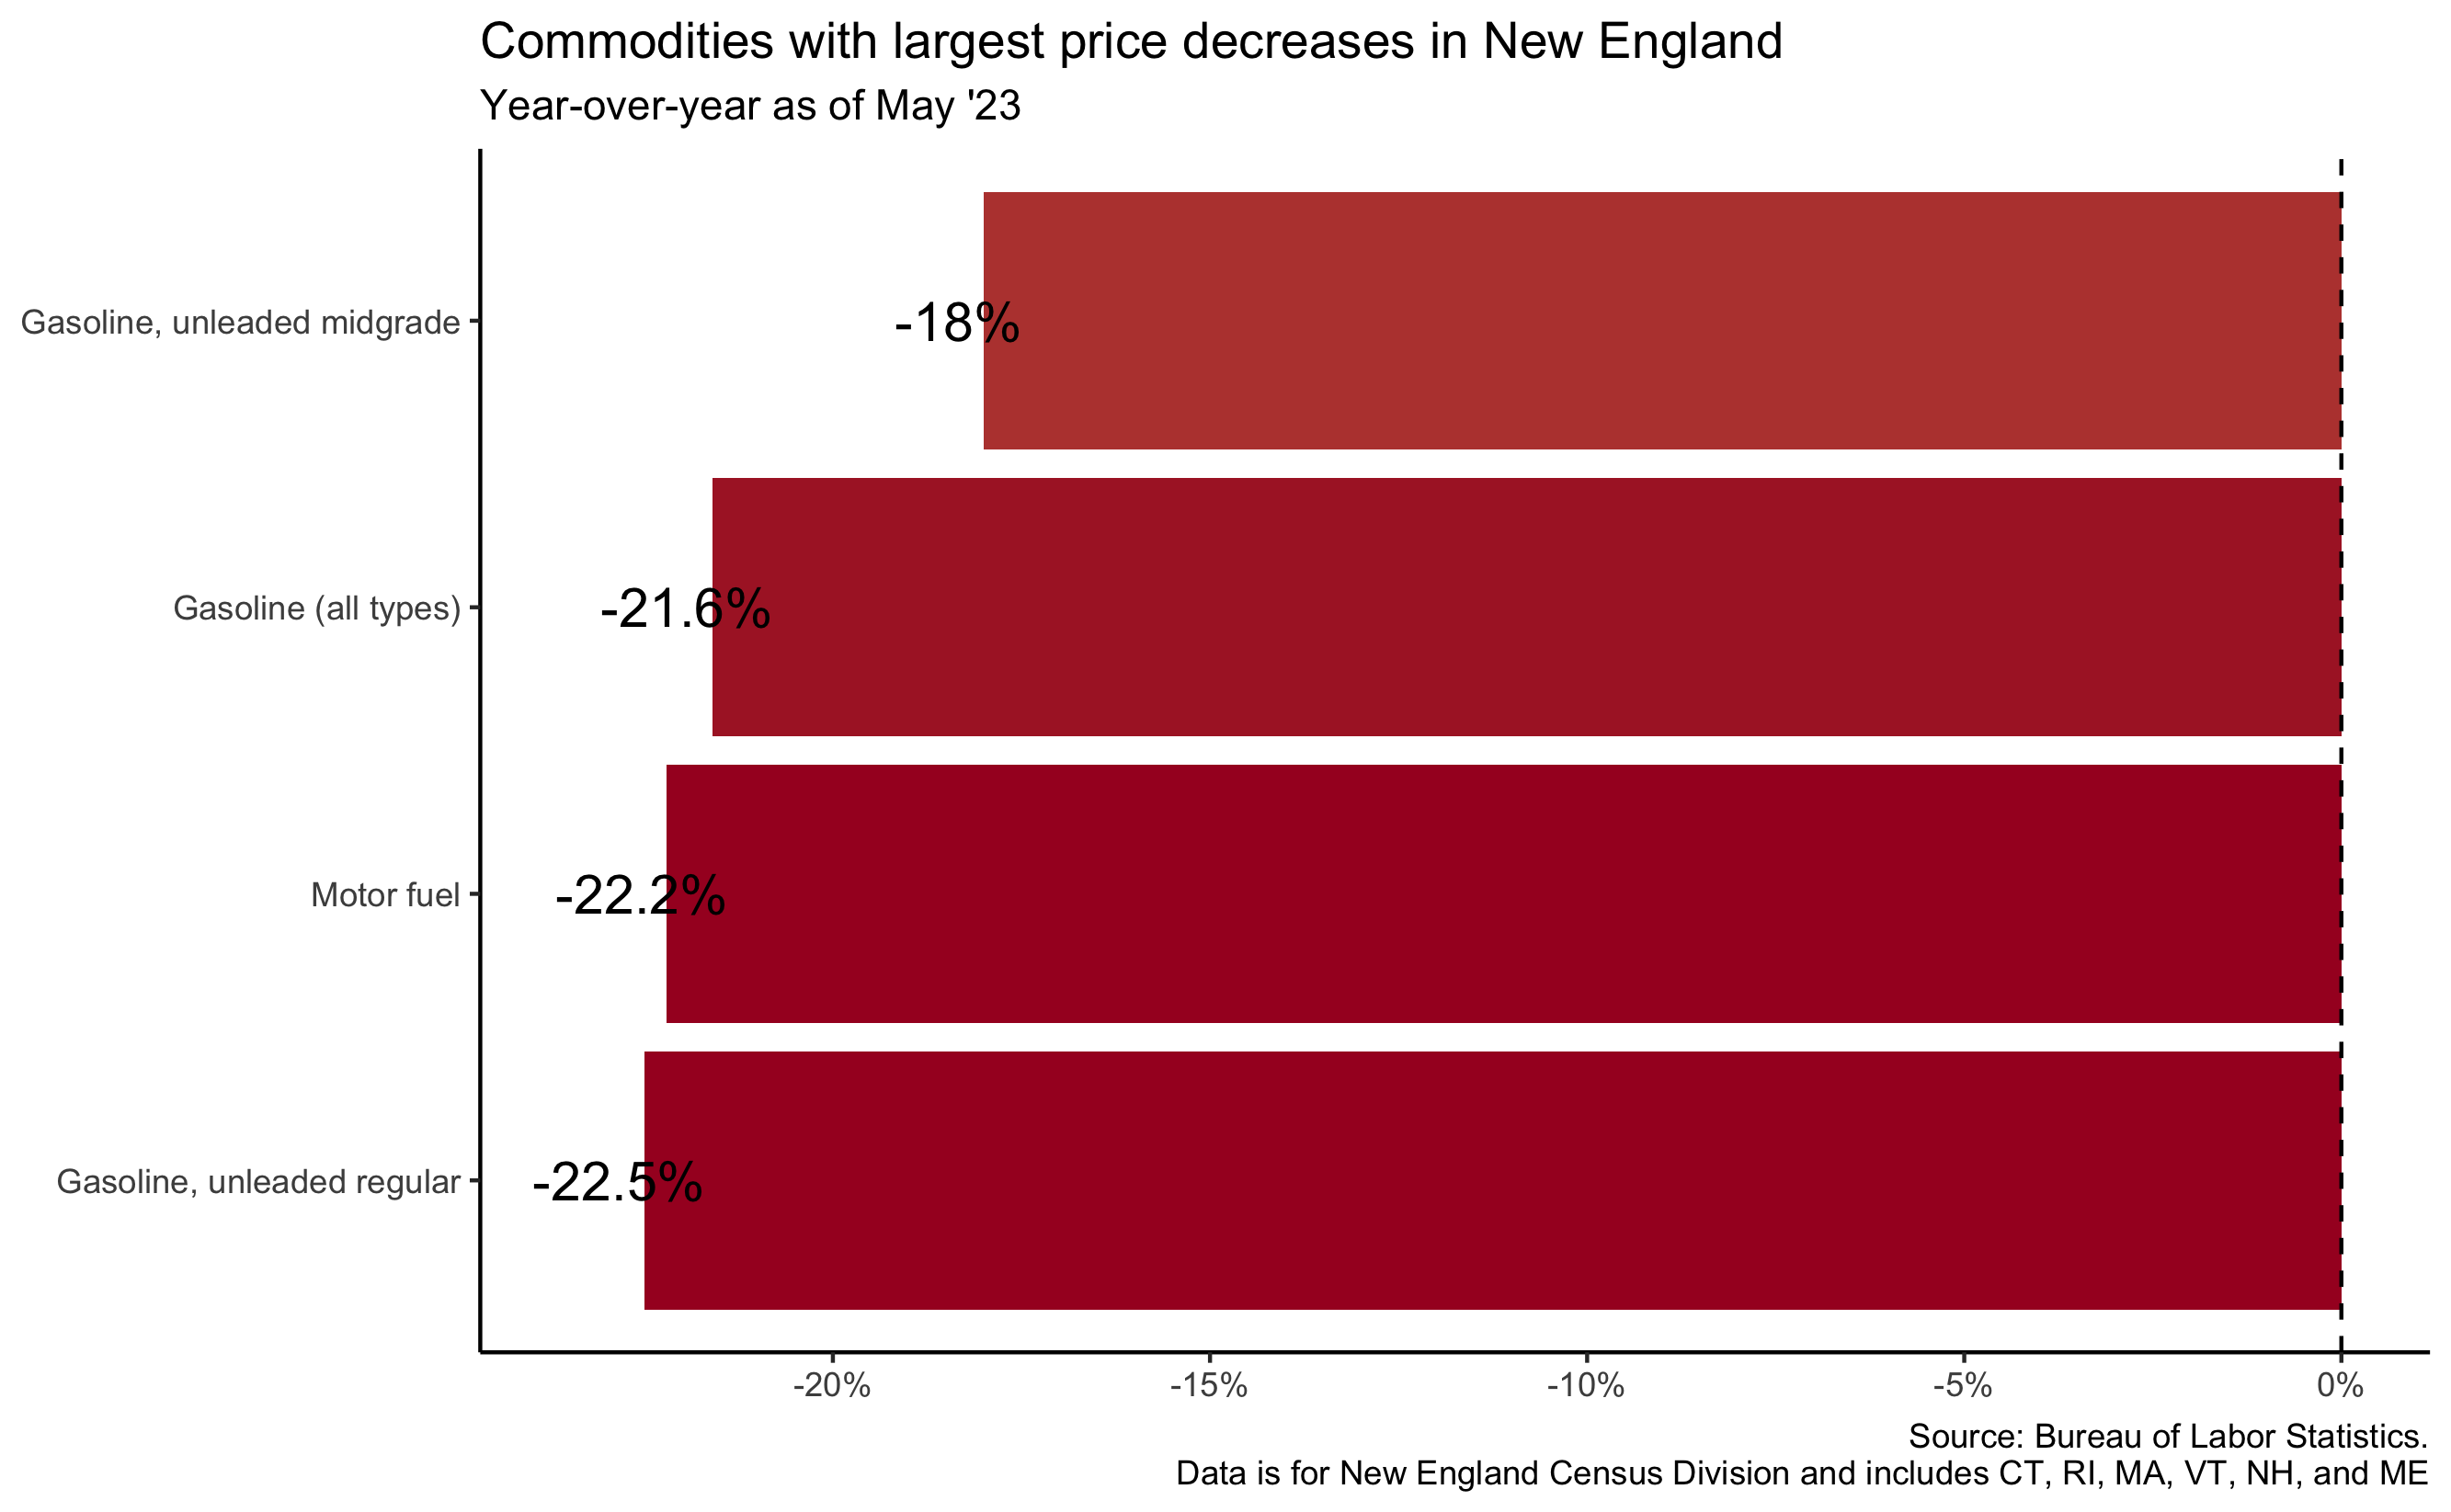 Commodities with largest price decreases in New England
Year-over-year as of May '23
Gasoline, unleaded midgrade
-18%
Gasoline (all types)
-21.6%
Motor fuel
-22.2%
Gasoline, unleaded regular
-22.5%
-20%
-15%
-10%
-5%
0%
Source: Bureau of Labor Statistics.
Data is for New England Census Division and includes CT, RI, MA, VT, NH, and ME